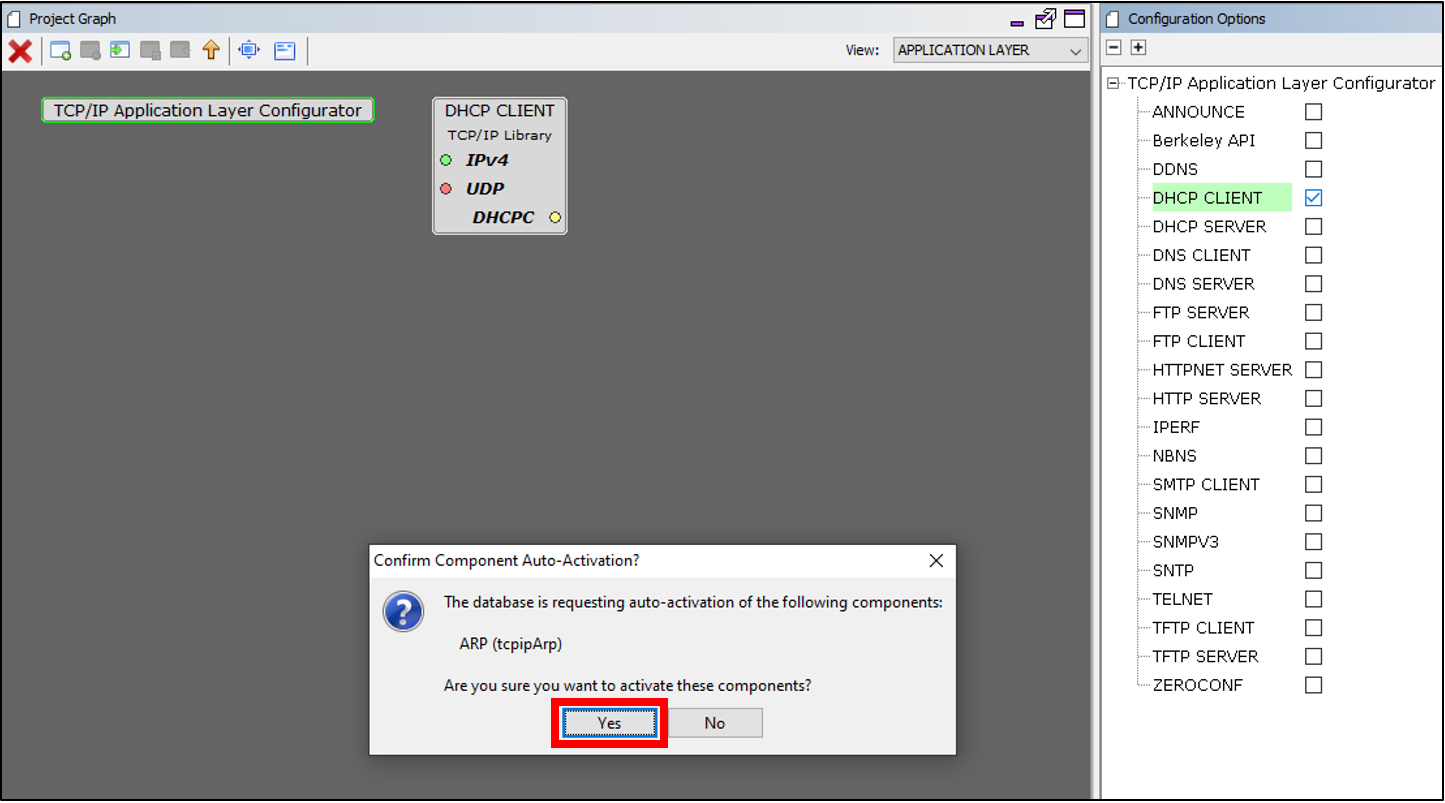 Project Graph
View:
APPLICATION LAYER
TCP/IP Application Layer Configurator
DHCP CLIENT
TCP/IP Library
IPv4
UDP
DHCPC
Confirm Component Auto-Activation?
The database is requesting auto-activation of the following components:
ARP (tcpipArp)
Are you sure you want to activate these components?
Yes
No
Configuration Options
TCP/IP Application Layer Configurator
ANNOUNCE
Berkeley API
DDNS
DHCP CLIENT
DHCP SERVER
DNS CLIENT
DNS SERVER
FTP SERVER
FTP CLIENT
HTTPNET SERVER
HTTP SERVER
IPERF
NBNS
SMTP CLIENT
SNMP
SNMPV3
SNTP
TELNET
TFTP CLIENT
TFTP SERVER
ZEROCONF